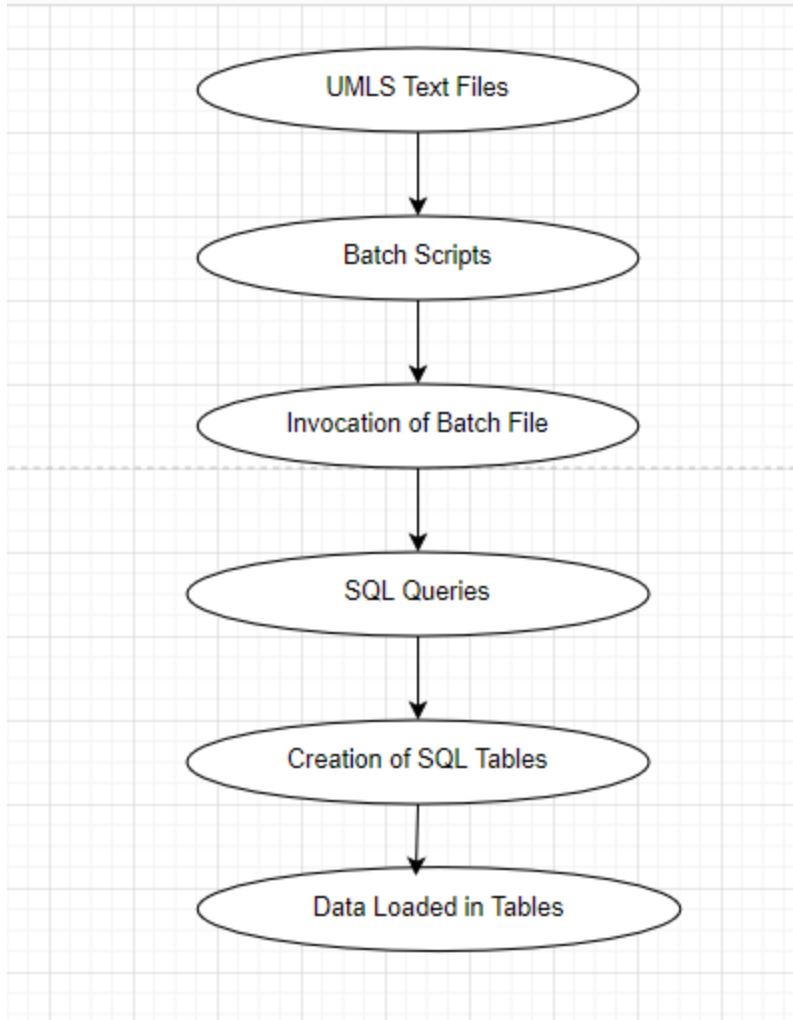 UMLS Text Files
Batch Scripts
Invocation of Batch File
SQL Queries
Creation of SQL Tables
Data Loaded in Tables